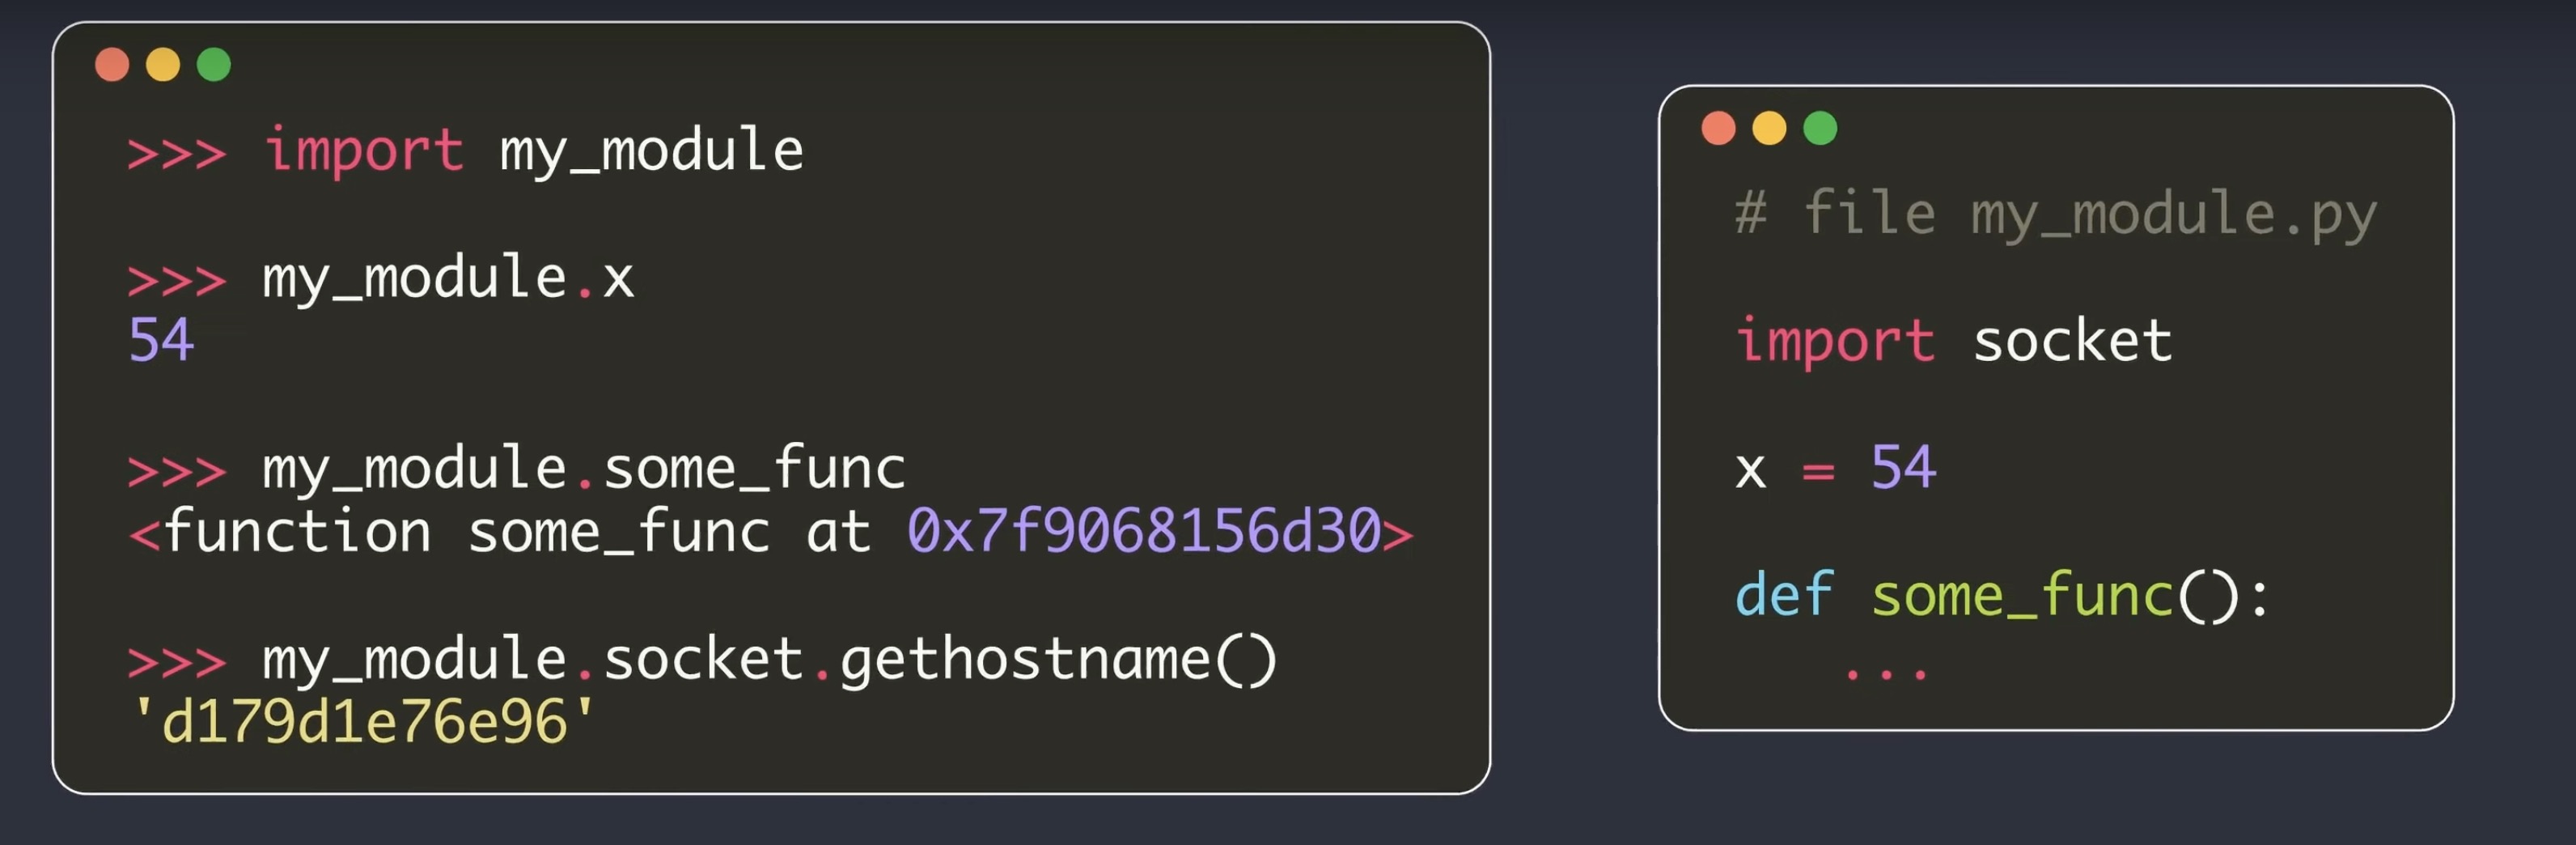 >>> import my_module
>>> my_module.x
54
>>> my_module.some_func
<function some_func at 0x7f9068156d30>
>>> my_module.socket.gethostname()
'd179d1e76e96'
# file my_module.py
import socket
x = 54
def some_func():
...